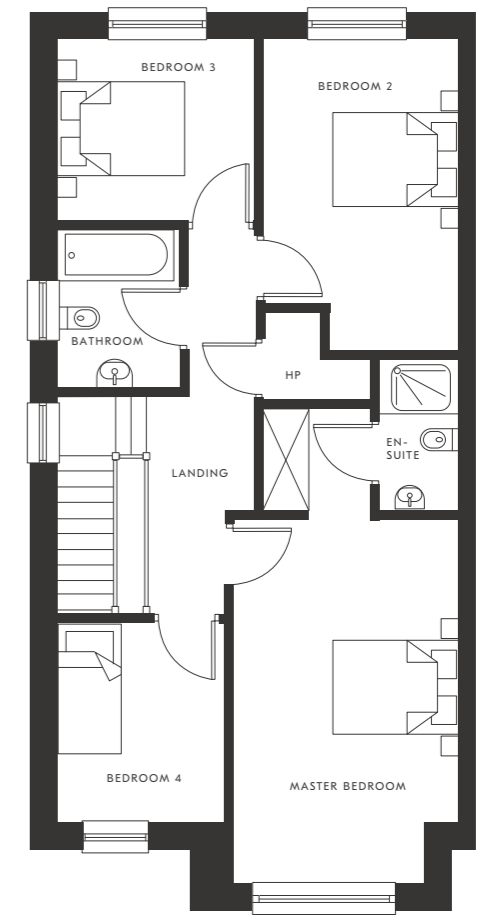 BEDROOM 3
BEDROOM 2
BATHROOM
HP
EN-
SUITE
LANDING
BEDROOM 4
MASTER BEDROOM